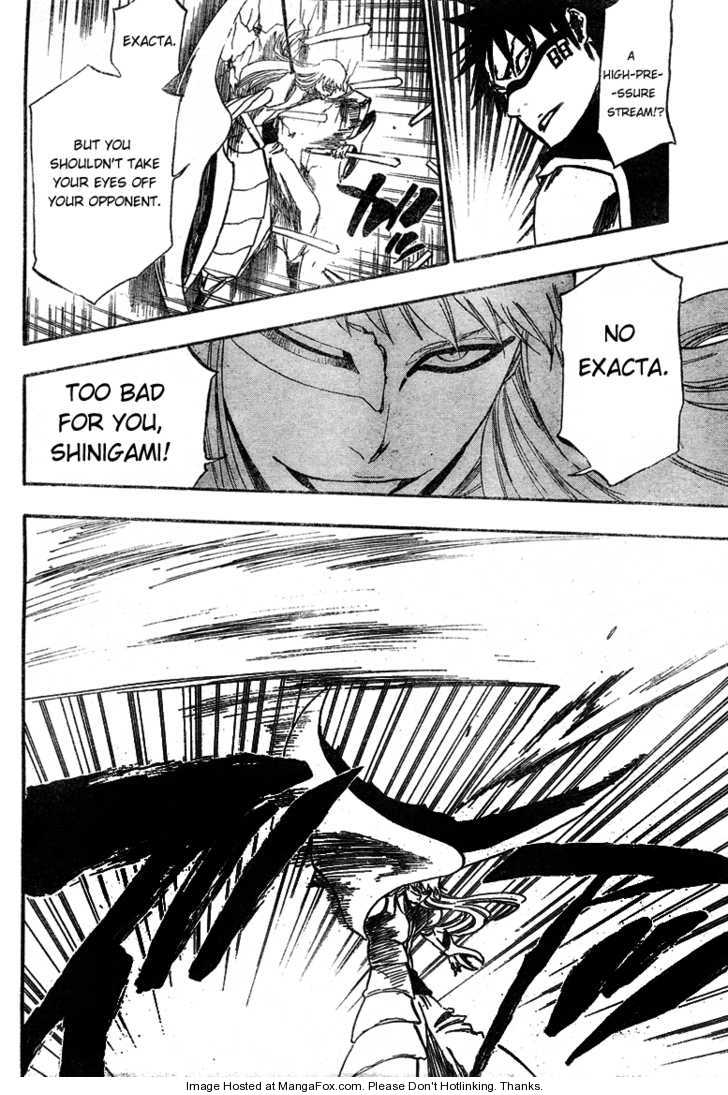 A
HIGH-PRE-
-SSURE
STREAM!?
EXACTA.
BUT YOU
SHOULDN'T TAKE
YOUR EYES OFF
YOUR OPPONENT.
NO
EXACTA.
TOO BAD
FOR YOU,
SHINIGAMI!
Image Hosted at MangaFox.com. Please Don't Hotlinking. Thanks.